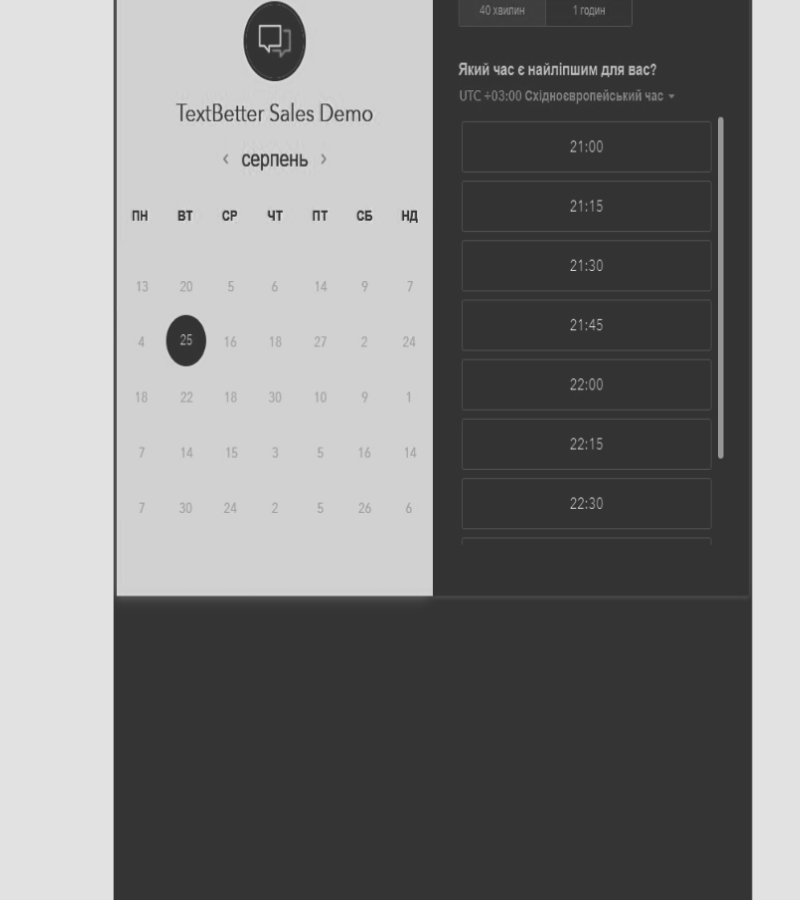 TextBetter Sales Demo
‹ серпень ›
ПН ВТ СР ЧТ ПТ СБ НД
13 20 5 6 14 9 7
4 25 16 18 27 2 24
18 22 18 30 10 9 1
7 14 15 3 5 16 14
7 30 24 2 5 26 6
40 хвилин 1 годин
Який час є найліпшим для вас?
UTC +03:00 Східноєвропейський час
21:00
21:15
21:30
21:45
22:00
22:15
22:30